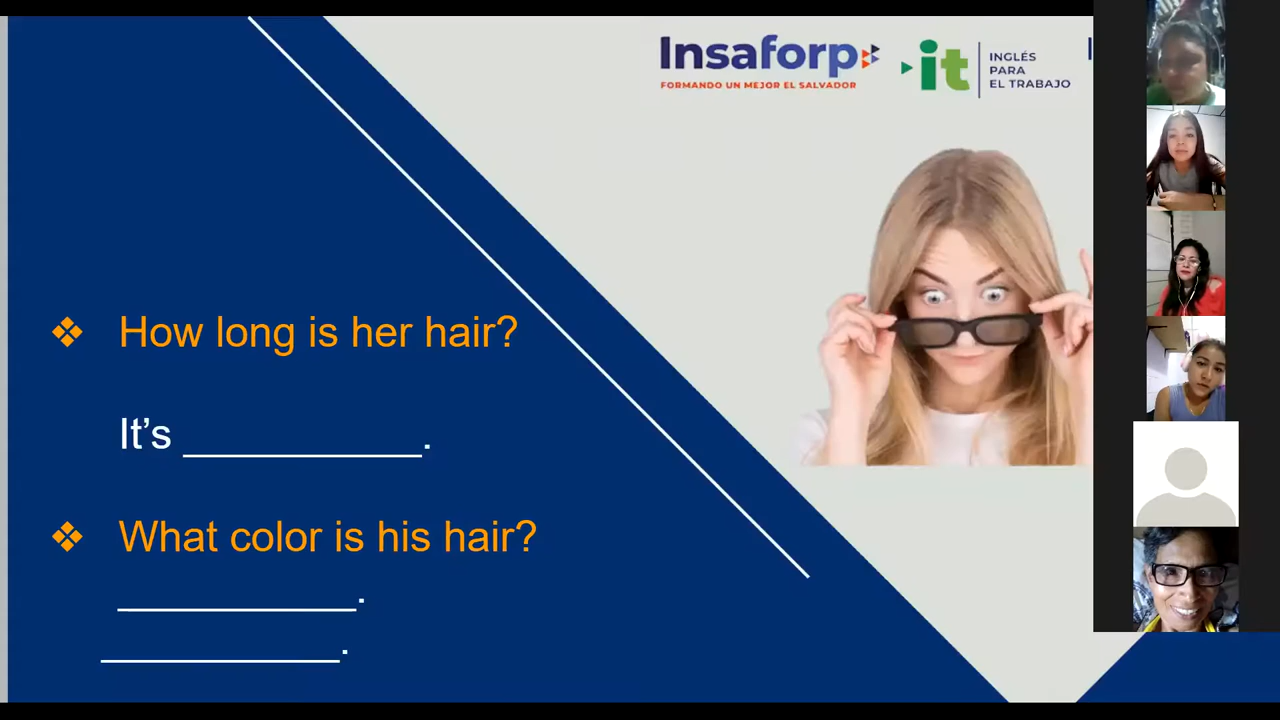 Insaforp
FORMANDO UN MEJOR EL SALVADOR
it
INGLÉS
PARA
EL TRABAJO
❖ How long is her hair?
It’s __________.
❖ What color is his hair?
__________.
__________.